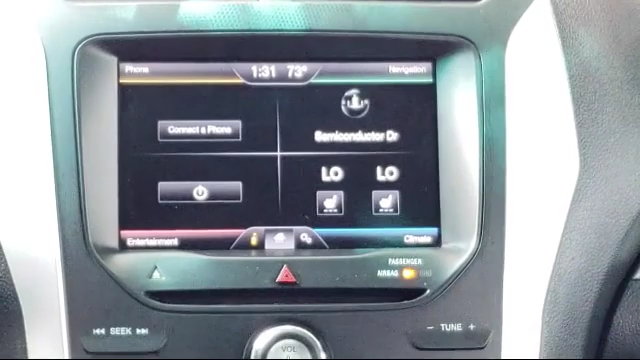 Phone 1:31 73° Navigation
Connect a Phone
Semiconductor Dr
LO LO
Entertainment Climate
PASSENGER
AIRBAG
SEEK
VOL
– TUNE +